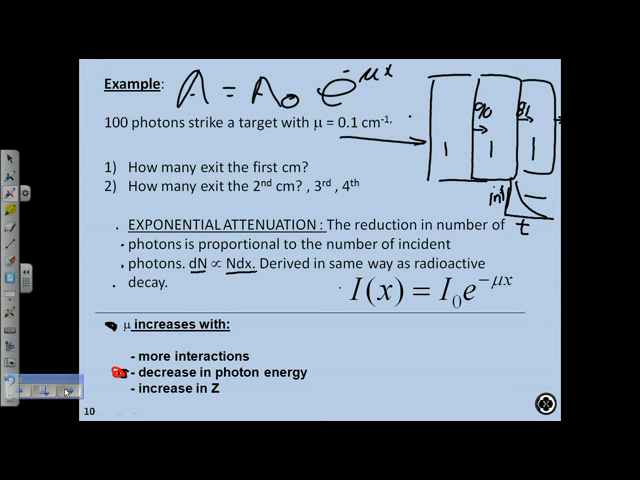 Example: A = A₀ e^-μx
100 photons strike a target with μ = 0.1 cm-1,
1) How many exit the first cm?
2) How many exit the 2nd cm? , 3rd , 4th
90 81
1 1 1
int
t
. EXPONENTIAL ATTENUATION : The reduction in number of
photons is proportional to the number of incident
photons. dN ∝ Ndx. Derived in same way as radioactive
decay.
I(x) = I₀e^−μx
μ increases with:
- more interactions
- decrease in photon energy
- increase in Z
10